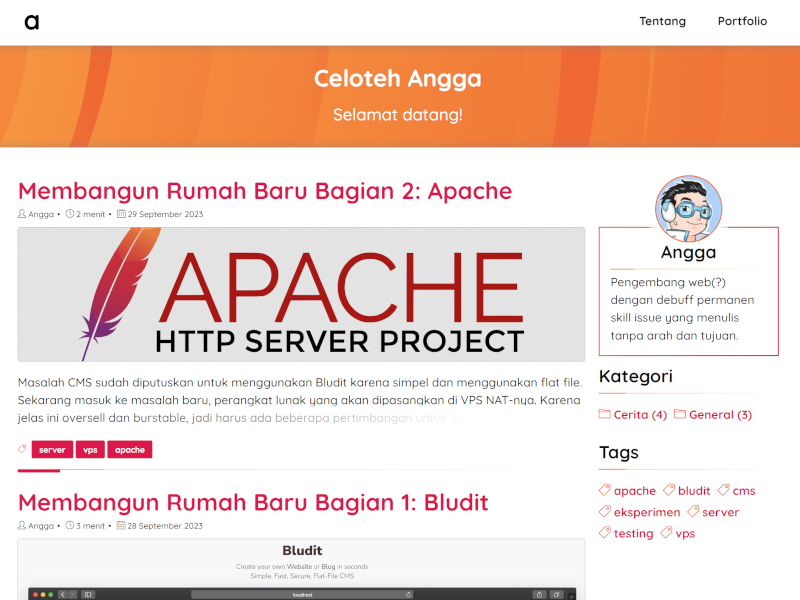 a
Tentang
Portfolio
Celoteh Angga
Selamat datang!
Membangun Rumah Baru Bagian 2: Apache
Angga • 2 menit • 29 September 2023
APACHE
HTTP SERVER PROJECT
Masalah CMS sudah diputuskan untuk menggunakan Bludit karena simpel dan menggunakan flat file.
Sekarang masuk ke masalah baru, perangkat lunak yang akan dipasangkan di VPS NAT-nya. Karena
jelas ini oversell dan burstable, jadi harus ada beberapa pertimbangan untuk
server
vps
apache
Membangun Rumah Baru Bagian 1: Bludit
Angga • 3 menit • 28 September 2023
Bludit
Create your own Website or Blog in seconds
Simple, Fast, Secure, Flat-File CMS
localhost
Angga
Pengembang web(?)
dengan debuff permanen
skill issue yang menulis
tanpa arah dan tujuan.
Kategori
Cerita (4) General (3)
Tags
apache bludit cms
eksperimen server
testing vps